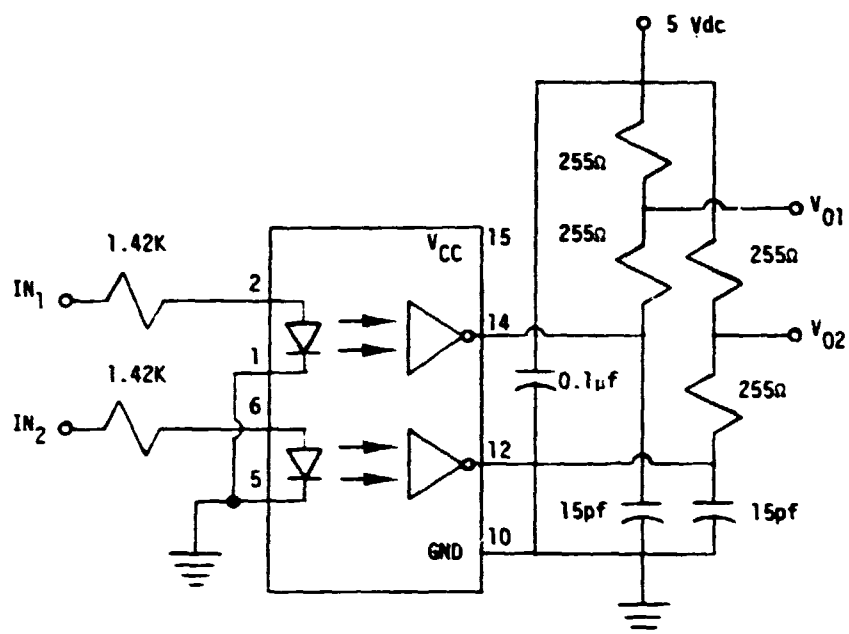 5 Vdc
255Ω
V01
1.42K
VCC
15
255Ω
255Ω
IN1
2
14
V02
1
1.42K
0.1μf
255Ω
6
IN2
12
5
15pf
15pf
GND
10